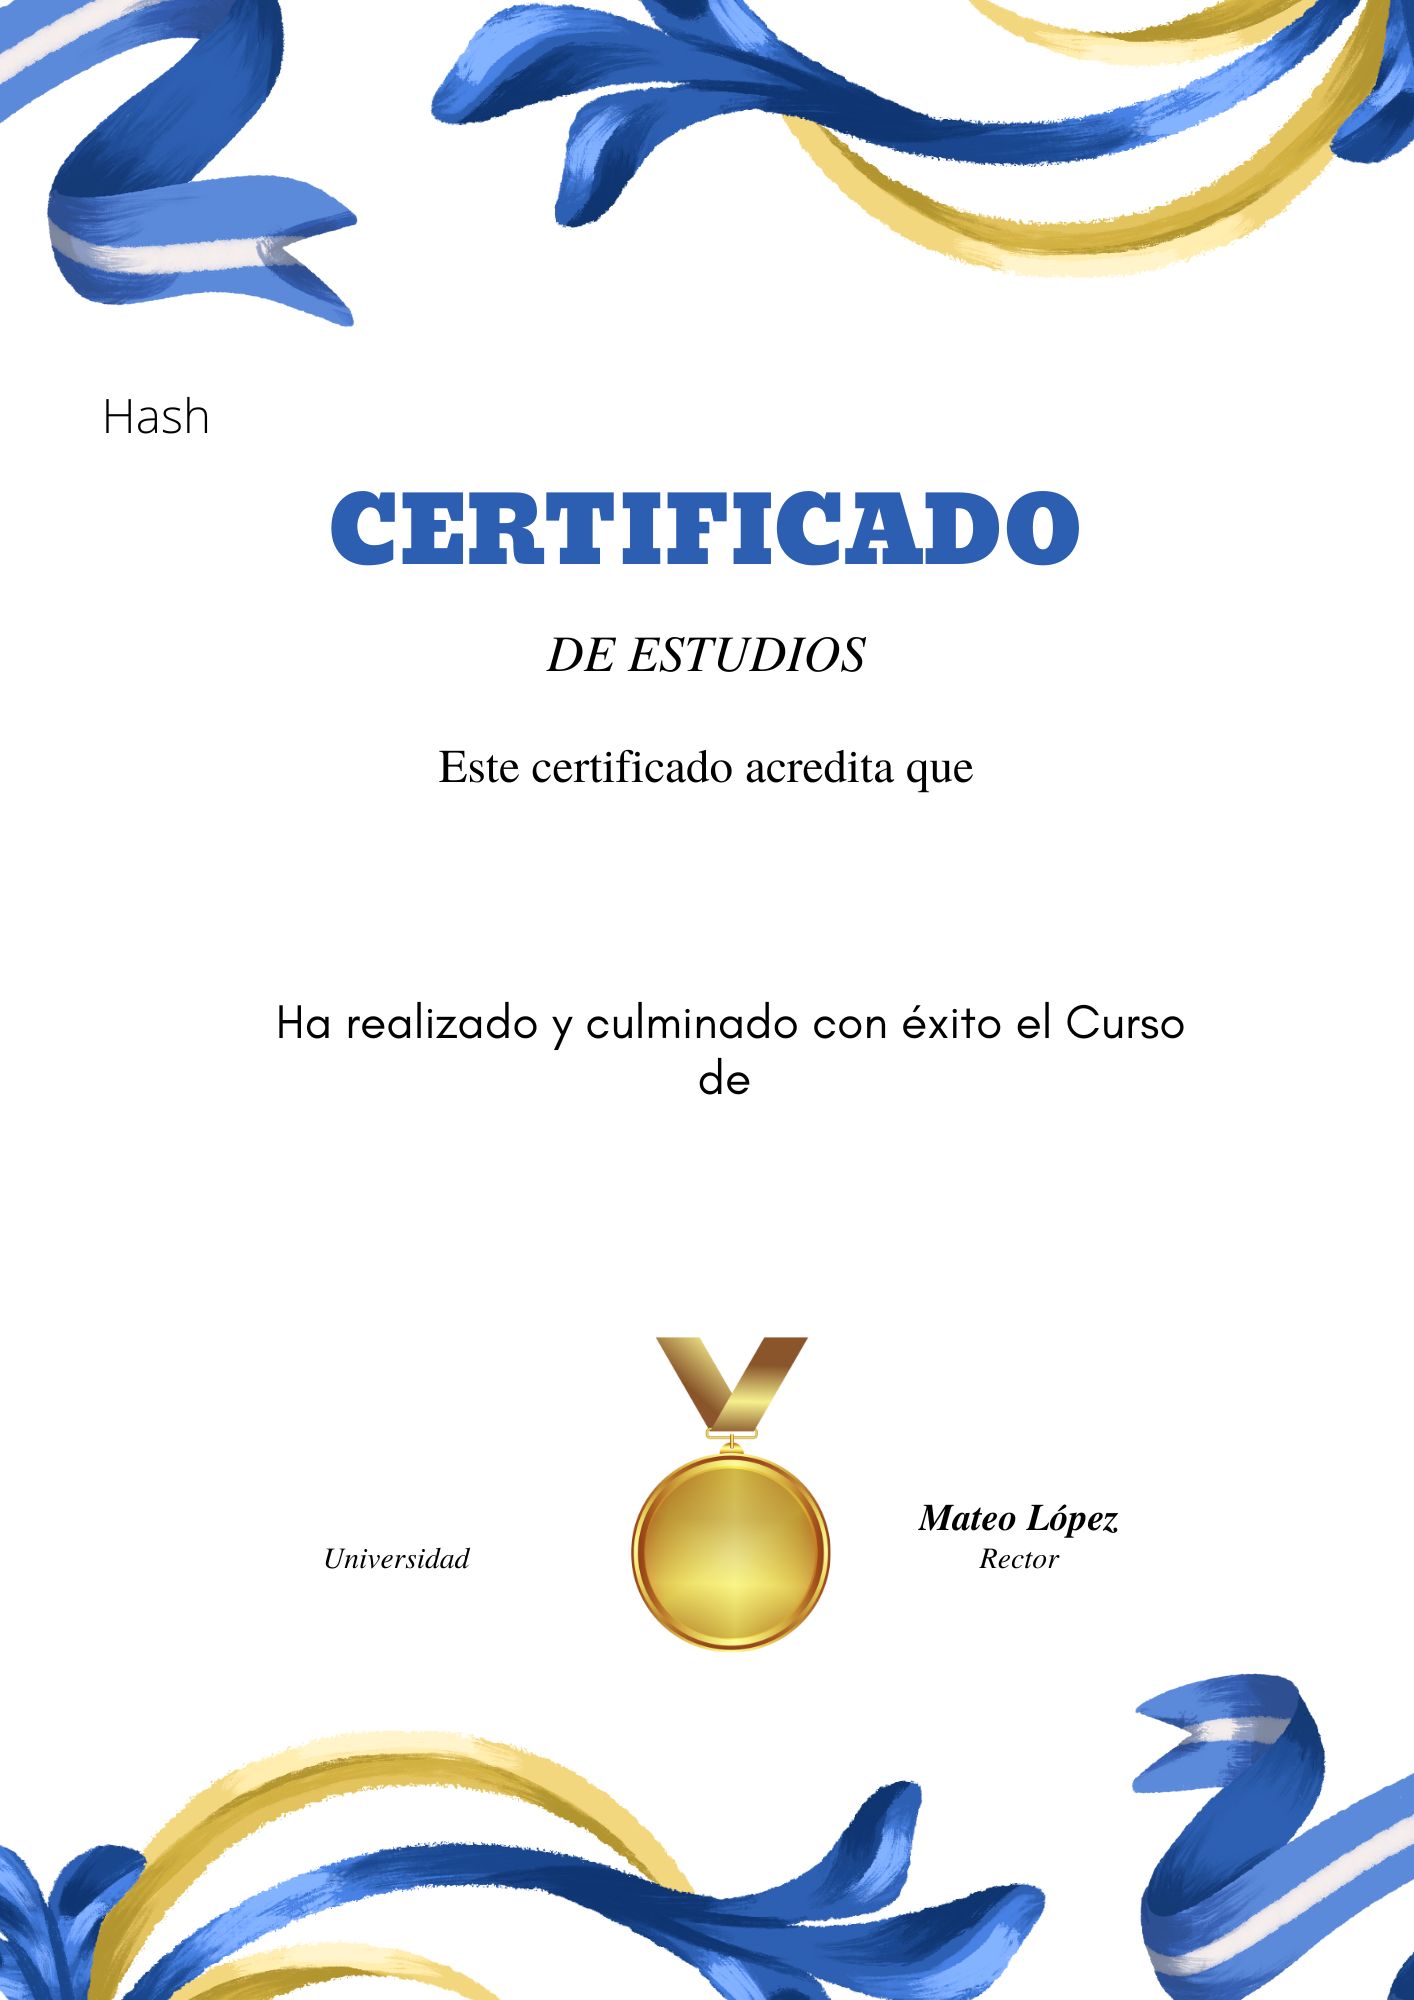 Hash
CERTIFICADO
DE ESTUDIOS
Este certificado acredita que
Ha realizado y culminado con éxito el Curso
de
Mateo López
Universidad
Rector